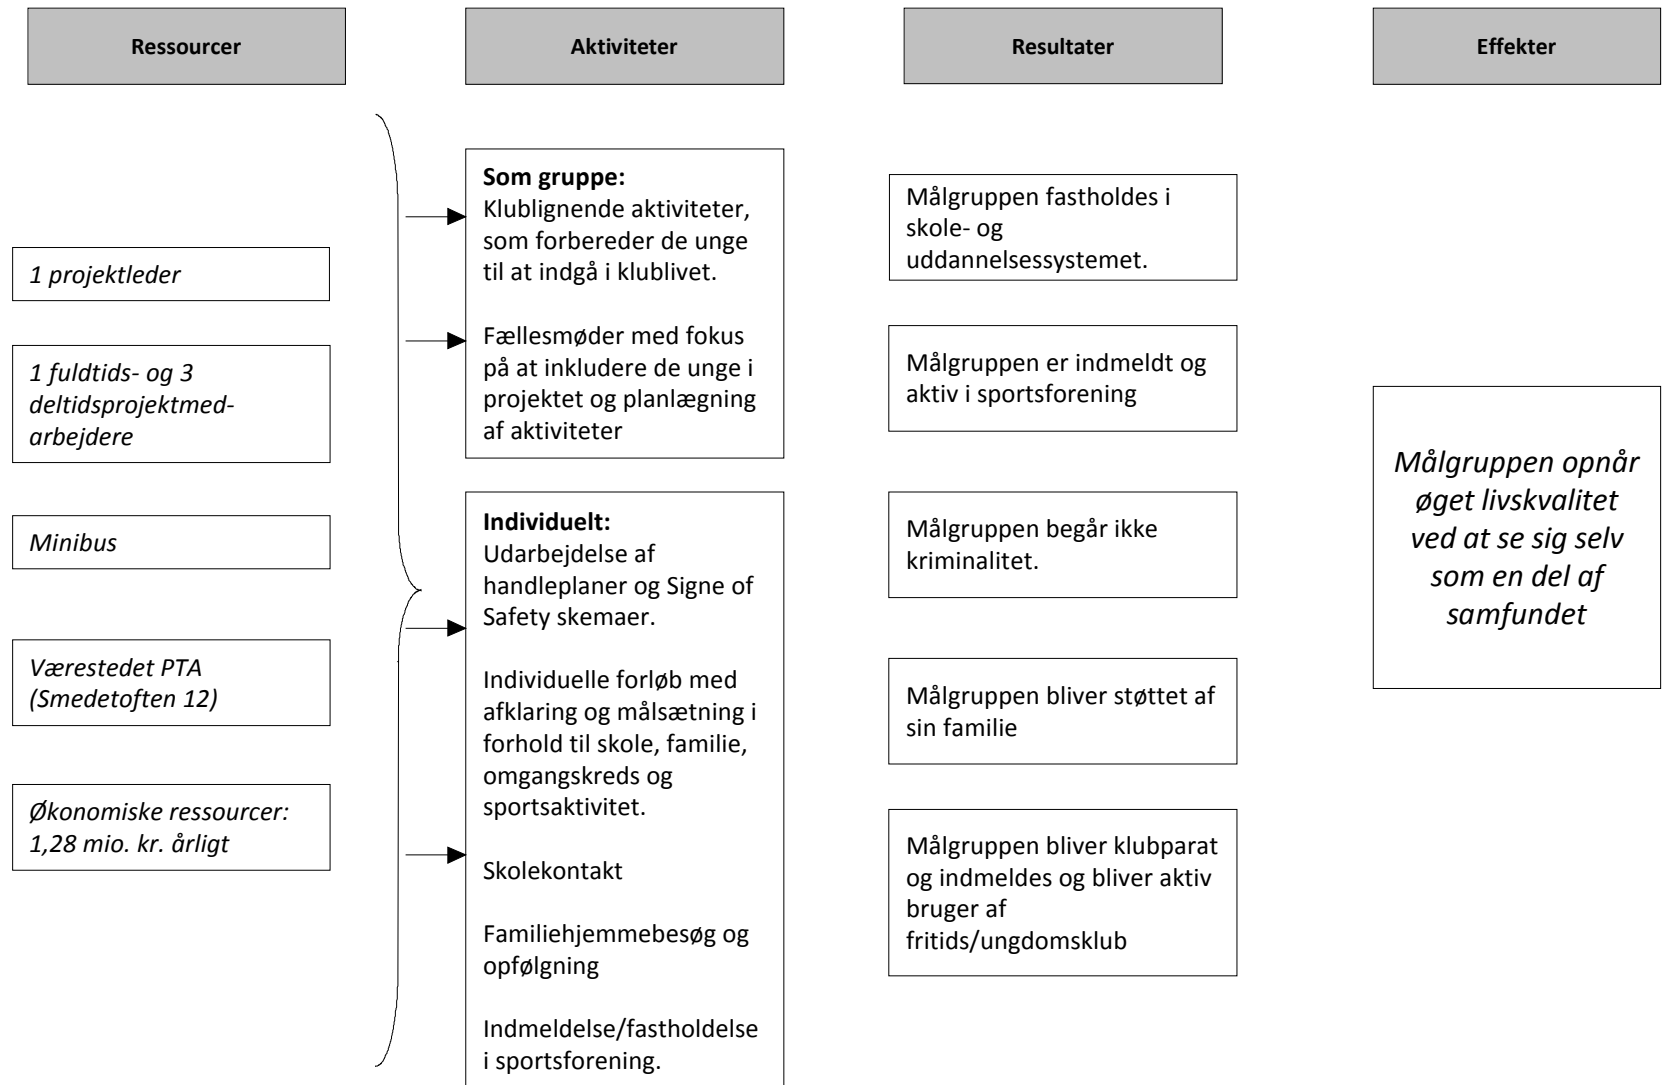 Ressourcer
Aktiviteter
Resultater
Effekter
1 projektleder
1 fuldtids- og 3
deltidsprojektmed-
arbejdere
Minibus
Værestedet PTA
(Smedetoften 12)
Økonomiske ressourcer:
1,28 mio. kr. årligt
Som gruppe:
Klublignende aktiviteter,
som forbereder de unge
til at indgå i klublivet.
Fællesmøder med fokus
på at inkludere de unge i
projektet og planlægning
af aktiviteter
Individuelt:
Udarbejdelse af
handleplaner og Signe of
Safety skemaer.
Individuelle forløb med
afklaring og målsætning i
forhold til skole, familie,
omgangskreds og
sportsaktivitet.
Skolekontakt
Familiehjemmebesøg og
opfølgning
Indmeldelse/fastholdelse
i sportsforening.
Målgruppen fastholdes i
skole- og
uddannelsessystemet.
Målgruppen er indmeldt og
aktiv i sportsforening
Målgruppen begår ikke
kriminalitet.
Målgruppen bliver støttet af
sin familie
Målgruppen bliver klubparat
og indmeldes og bliver aktiv
bruger af
fritids/ungdomsklub
Målgruppen opnår
øget livskvalitet
ved at se sig selv
som en del af
samfundet